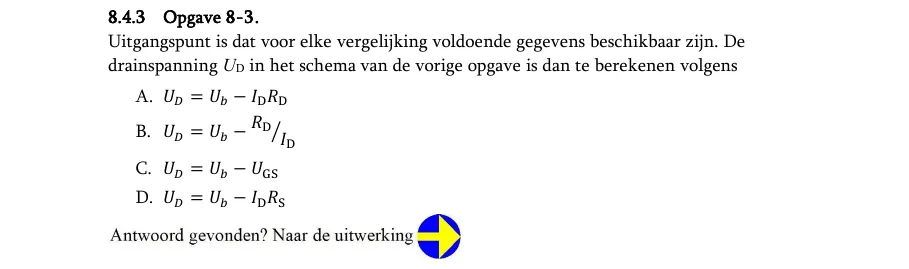 8.4.3 Opgave 8-3.
Uitgangspunt is dat voor elke vergelijking voldoende gegevens beschikbaar zijn. De
drainspanning UD in het schema van de vorige opgave is dan te berekenen volgens
A. UD = Ub − IDRD
B. UD = Ub − RD/ID
C. UD = Ub − UGS
D. UD = Ub − IDRS
Antwoord gevonden? Naar de uitwerking